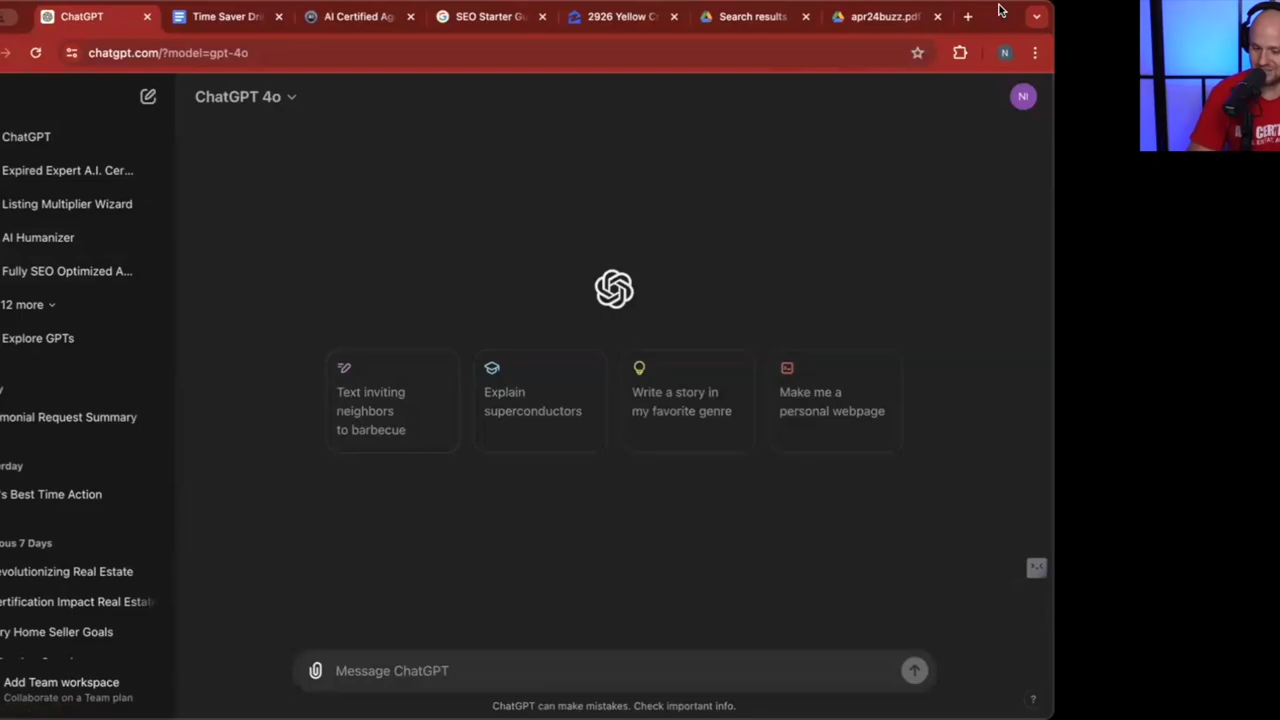 ChatGPT
Time Saver Dri
AI Certified Ag
SEO Starter Gu
2926 Yellow C
Search results
apr24buzz.pdf
chatgpt.com/?model=gpt-4o
N
ChatGPT 4o
NI
ChatGPT
Expired Expert A.I. Cer...
Listing Multiplier Wizard
AI Humanizer
Fully SEO Optimized A...
12 more
Explore GPTs
y
monial Request Summary
erday
's Best Time Action
ous 7 Days
evolutionizing Real Estate
ertification Impact Real Estate
ry Home Seller Goals
Add Team workspace
Collaborate on a Team plan
Text inviting
neighbors
to barbecue
Explain
superconductors
Write a story in
my favorite genre
Make me a
personal webpage
Message ChatGPT
ChatGPT can make mistakes. Check important info.
?